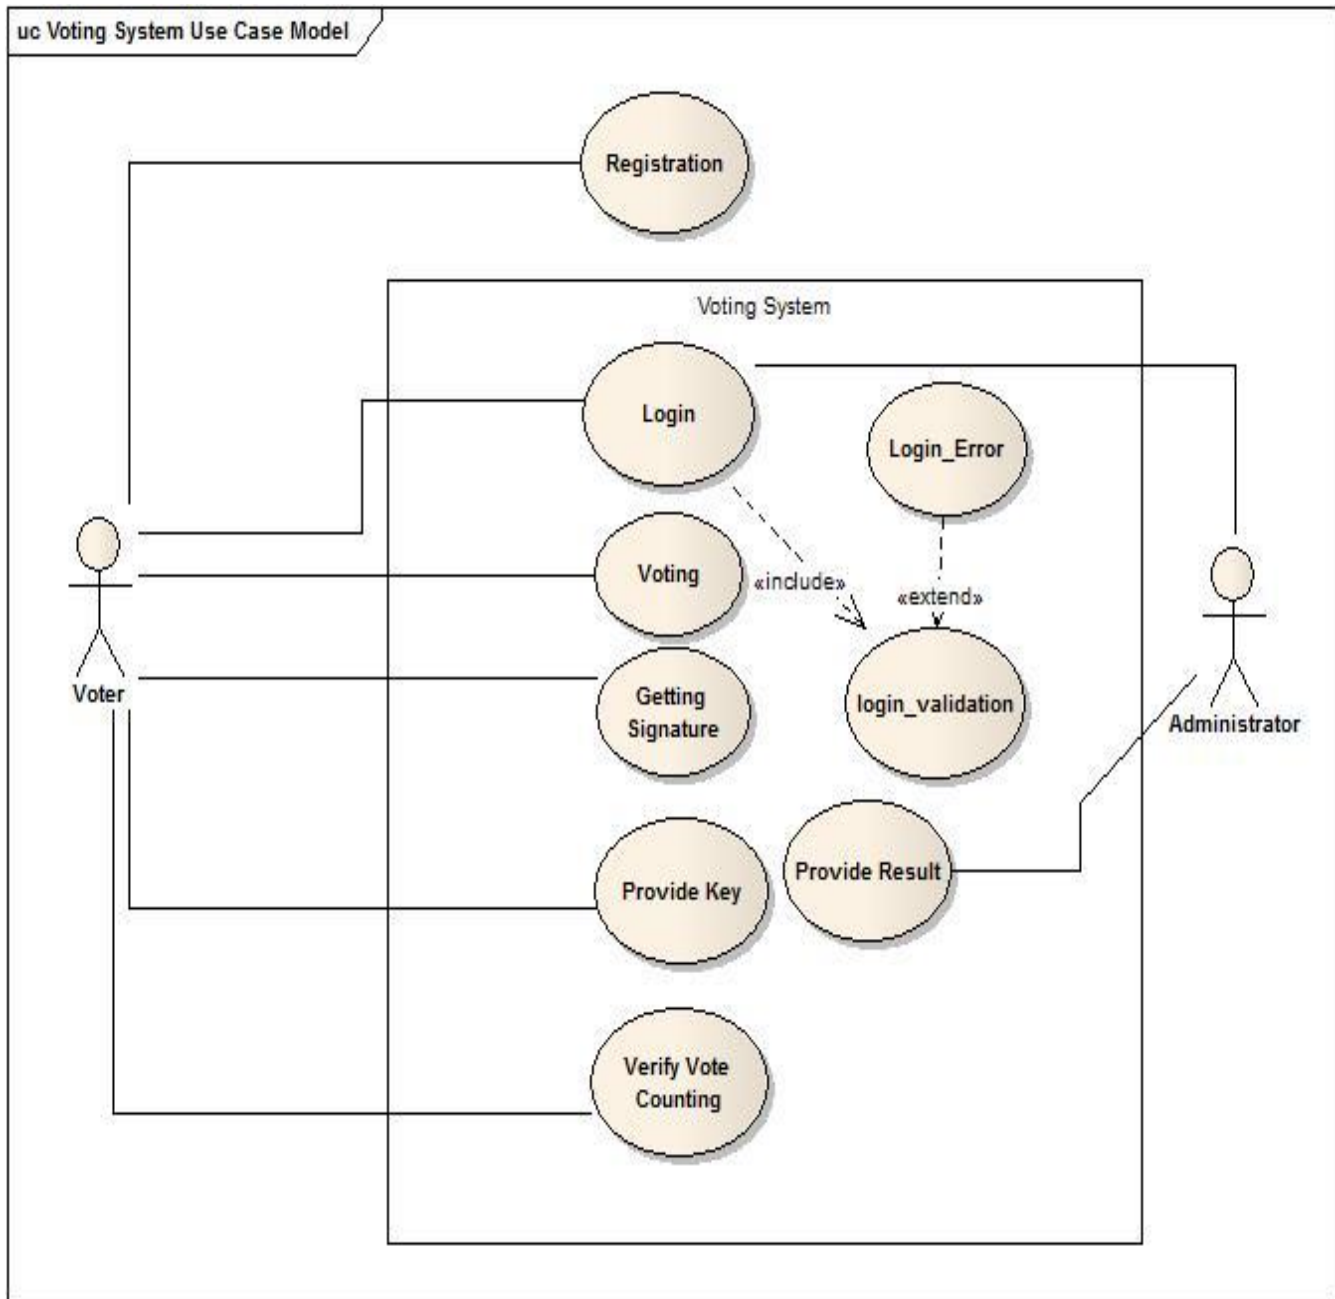 uc Voting System Use Case Model
Registration
Voting System
Login
Login_Error
Voting
«include»
«extend»
Voter
Getting
Signature
login_validation
Administrator
Provide Key
Provide Result
Verify Vote
Counting